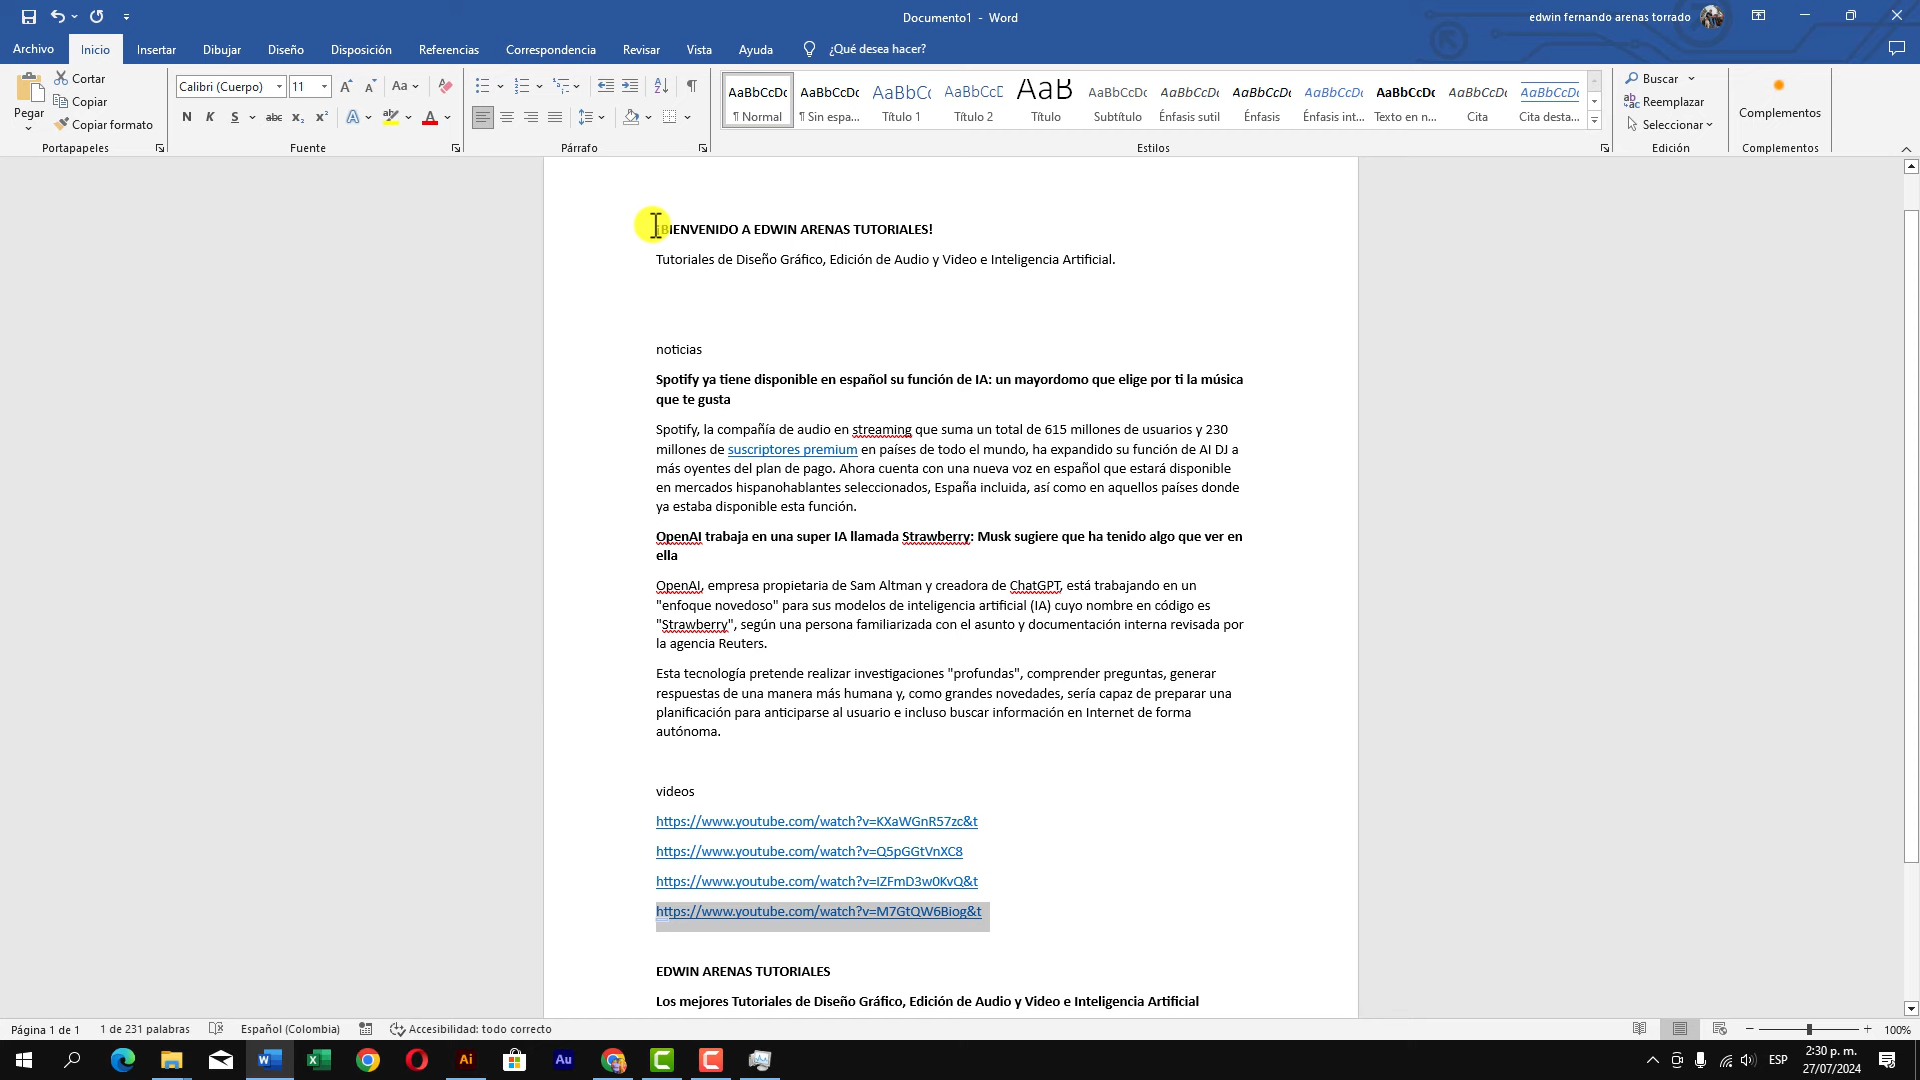 Documento1 - Word
edwin fernando arenas torrado
Archivo Inicio Insertar Dibujar Diseño Disposición Referencias Correspondencia Revisar Vista Ayuda ¿Qué desea hacer?
Pegar
Cortar
Copiar
Copiar formato
Portapapeles
Calibri (Cuerpo) 11
Fuente
Párrafo
AaBbCcDc AaBbCcDc AaBbCc AaBbCcD AaB AaBbCcDc AaBbCcDc AaBbCcDc AaBbCcDc AaBbCcDc AaBbCcDc AaBbCcDc
¶ Normal ¶ Sin espa... Título 1 Título 2 Título Subtítulo Énfasis sutil Énfasis Énfasis int... Texto en n... Cita Cita desta...
Estilos
Buscar
Reemplazar
Seleccionar
Edición
Complementos
Complementos
¡BIENVENIDO A EDWIN ARENAS TUTORIALES!
Tutoriales de Diseño Gráfico, Edición de Audio y Video e Inteligencia Artificial.
noticias
Spotify ya tiene disponible en español su función de IA: un mayordomo que elige por ti la música
que te gusta
Spotify, la compañía de audio en streaming que suma un total de 615 millones de usuarios y 230
millones de suscriptores premium en países de todo el mundo, ha expandido su función de AI DJ a
más oyentes del plan de pago. Ahora cuenta con una nueva voz en español que estará disponible
en mercados hispanohablantes seleccionados, España incluida, así como en aquellos países donde
ya estaba disponible esta función.
OpenAI trabaja en una super IA llamada Strawberry: Musk sugiere que ha tenido algo que ver en
ella
OpenAI, empresa propietaria de Sam Altman y creadora de ChatGPT, está trabajando en un
"enfoque novedoso" para sus modelos de inteligencia artificial (IA) cuyo nombre en código es
"Strawberry", según una persona familiarizada con el asunto y documentación interna revisada por
la agencia Reuters.
Esta tecnología pretende realizar investigaciones "profundas", comprender preguntas, generar
respuestas de una manera más humana y, como grandes novedades, sería capaz de preparar una
planificación para anticiparse al usuario e incluso buscar información en Internet de forma
autónoma.
videos
https://www.youtube.com/watch?v=KXaWGnR57zc&t
https://www.youtube.com/watch?v=Q5pGGtVnXC8
https://www.youtube.com/watch?v=IZFmD3w0KvQ&t
https://www.youtube.com/watch?v=M7GtQW6Biog&t
EDWIN ARENAS TUTORIALES
Los mejores Tutoriales de Diseño Gráfico, Edición de Audio y Video e Inteligencia Artificial
Página 1 de 1 1 de 231 palabras Español (Colombia) Accesibilidad: todo correcto 100%
ESP
2:30 p. m.
27/07/2024